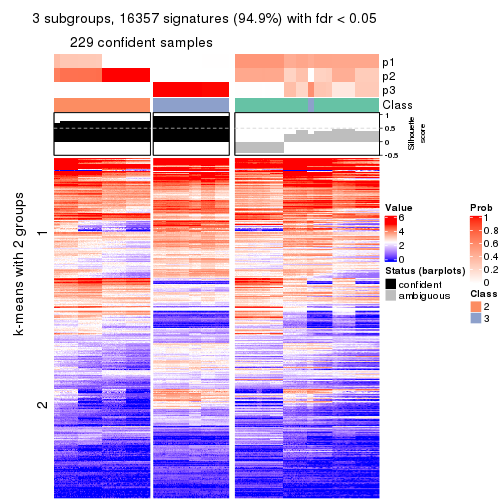 3 subgroups, 16357 signatures (94.9%) with fdr < 0.05
229 confident samples
p1
p2
p3
Class
1
0.5
0
-0.5
Silhouette
score
k-means with 2 groups
1
2
Value
6
4
2
0
Status (barplots)
confident
ambiguous
Prob
1
0.8
0.6
0.4
0.2
0
Class
2
3